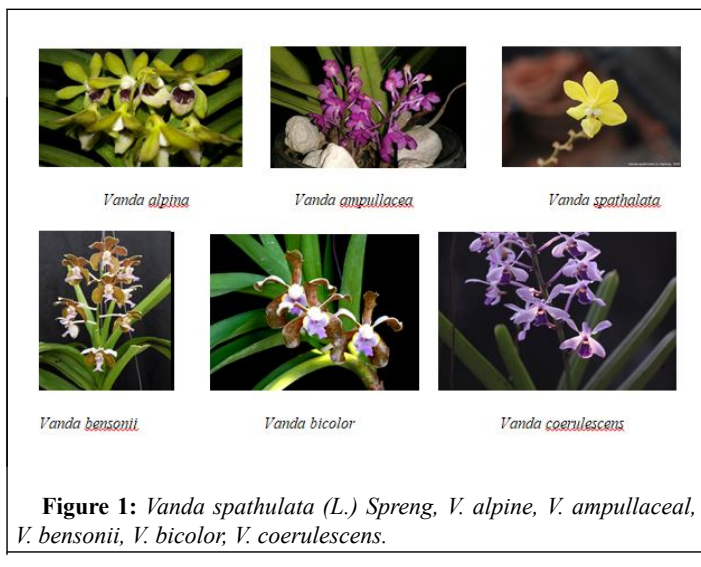 Vanda alpina
Vanda ampullacea
Vanda spathalata
Vanda bensonii
Vanda bicolor
Vanda coerulescens
Figure 1: Vanda spathulata (L.) Spreng, V. alpine, V. ampullaceal,
V. bensonii, V. bicolor, V. coerulescens.